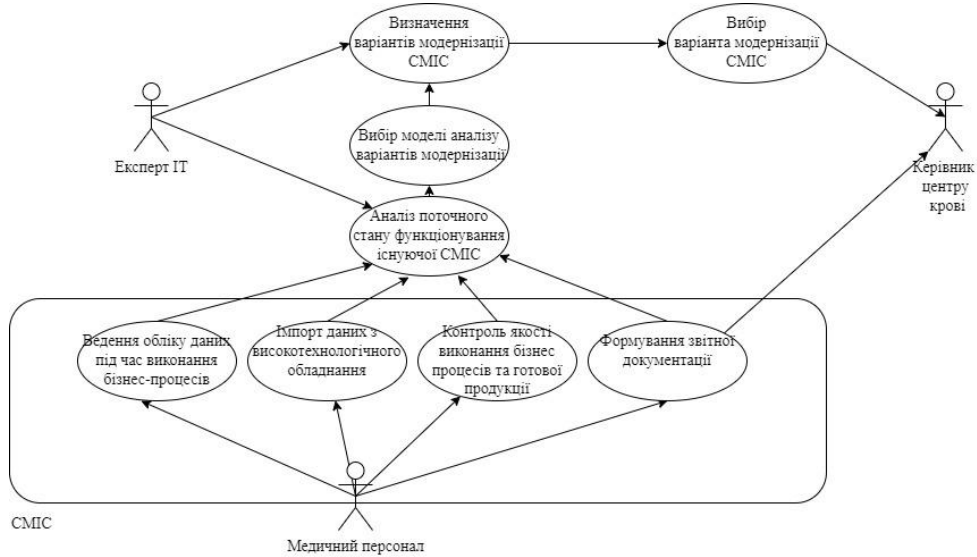 Визначення
варіантів модернізації
СМІС
Вибір
варіанта модернізації
СМІС
Експерт ІТ
Вибір моделі аналізу
варіантів модернізації
Керівник
центру
крові
Аналіз поточного
стану функціонування
існуючої СМІС
Ведення обліку даних
під час виконання
бізнес-процесів
Імпорт даних з
високотехнологічного
обладнання
Контроль якості
виконання бізнес
процесів та готової
продукції
Формування звітної
документації
СМІС
Медичний персонал